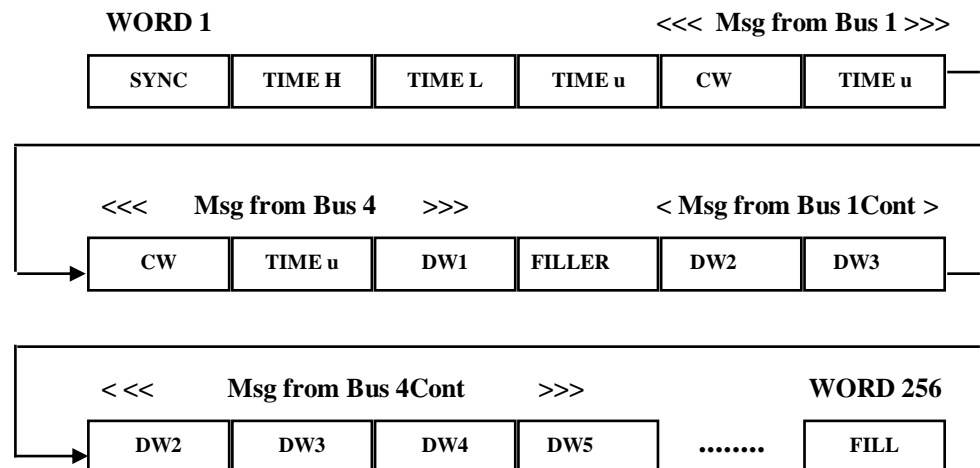 WORD 1 <<< Msg from Bus 1 >>>
SYNC TIME H TIME L TIME u CW TIME u
<<< Msg from Bus 4 >>> < Msg from Bus 1Cont >
CW TIME u DW1 FILLER DW2 DW3
< << Msg from Bus 4Cont >>> WORD 256
DW2 DW3 DW4 DW5 ........ FILL